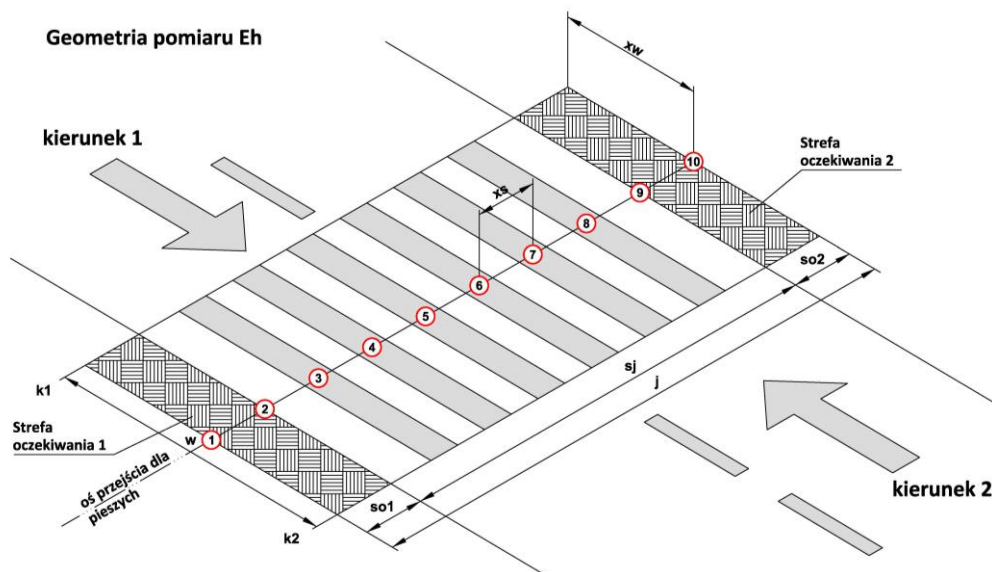 Geometria pomiaru Eh
xw
kierunek 1
Strefa
oczekiwania 2
10
9
xs
8
7
6
so2
5
4
sj
j
3
k1
2
Strefa
oczekiwania 1
w
1
oś przejścia dla
pieszych
so1
k2
kierunek 2